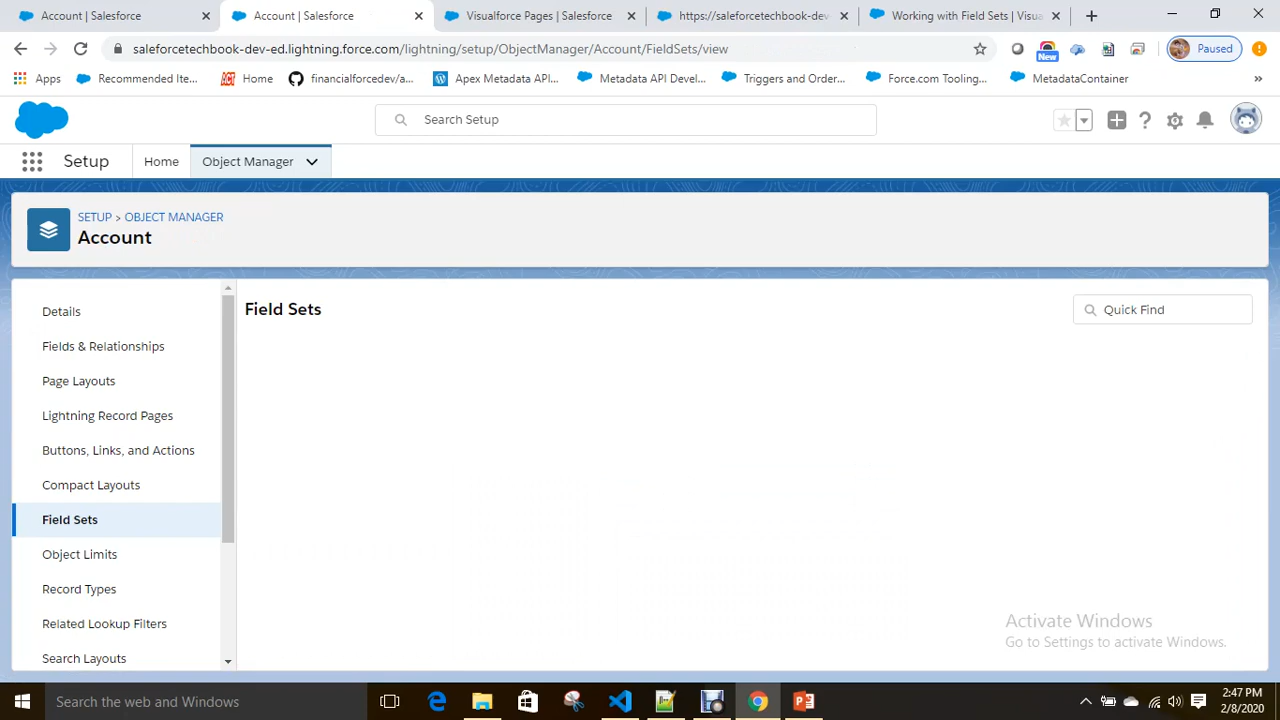 Account | Salesforce
Account | Salesforce
Visualforce Pages | Salesforce
https://saleforcetechbook-dev-
Working with Field Sets | Visua
saleforcetechbook-dev-ed.lightning.force.com/lightning/setup/ObjectManager/Account/FieldSets/view
New
Paused
Apps
Recommended Ite...
ACT
Home
financialforcedev/a...
Apex Metadata API...
Metadata API Devel...
Triggers and Order...
Force.com Tooling...
MetadataContainer
»
Search Setup
Setup
Home
Object Manager
SETUP > OBJECT MANAGER
Account
Details
Fields & Relationships
Page Layouts
Lightning Record Pages
Buttons, Links, and Actions
Compact Layouts
Field Sets
Object Limits
Record Types
Related Lookup Filters
Search Layouts
Field Sets
Quick Find
Activate Windows
Go to Settings to activate Windows.
Search the web and Windows
2:47 PM
2/8/2020